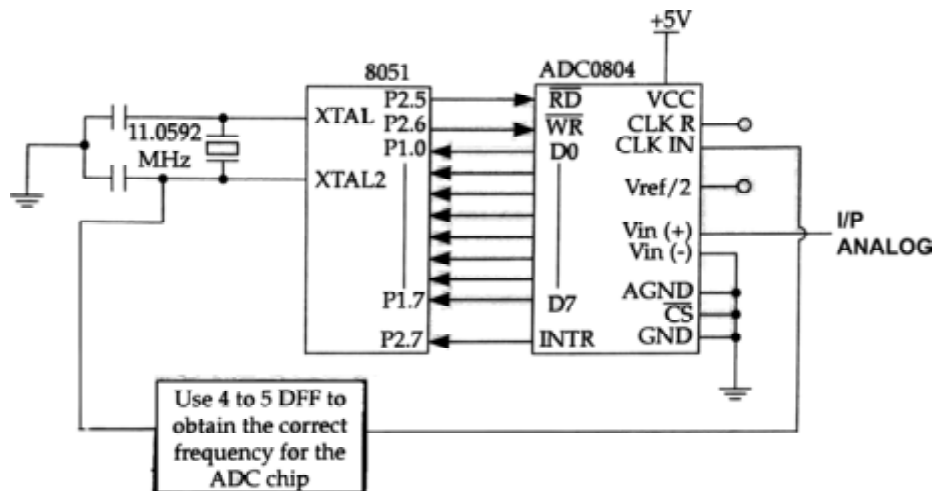 +5V
8051
ADC0804
P2.5
RD
VCC
XTAL
P2.6
WR
CLK R
11.0592
MHz
P1.0
D0
CLK IN
XTAL2
Vref/2
Vin (+)
I/P
ANALOG
Vin (-)
P1.7
D7
AGND
CS
P2.7
INTR
GND
Use 4 to 5 DFF to
obtain the correct
frequency for the
ADC chip